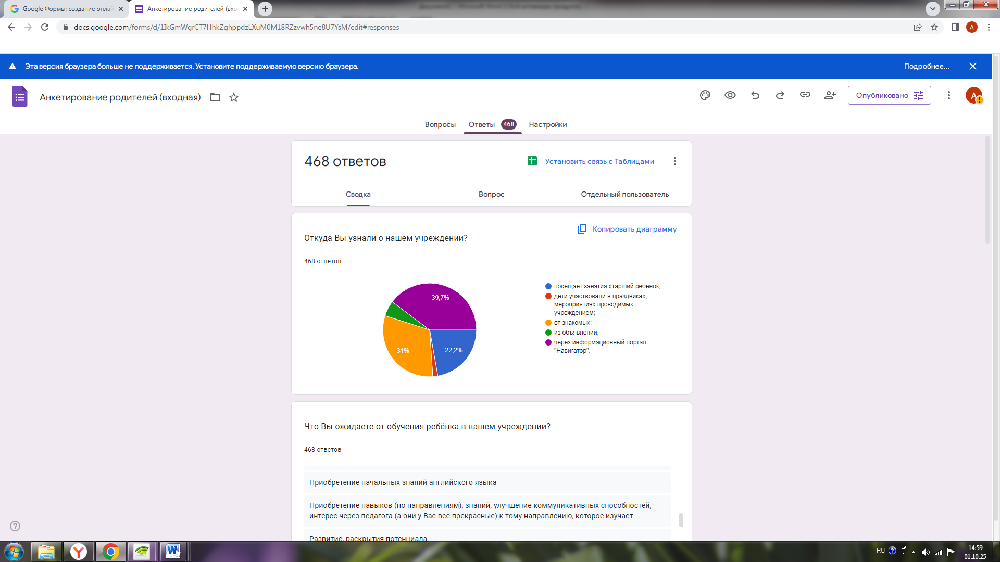 Google Формы: создание онлай
Анкетирование родителей (вхо
docs.google.com/forms/d/1IkGmWgrCT7HhkZghppdzLXuM0M18RZzvwh5ne8U7YsM/edit#responses
A
Эта версия браузера больше не поддерживается. Установите поддерживаемую версию браузера.
Подробнее...
Анкетирование родителей (входная)
Опубликовано
A
Вопросы
Ответы 468
Настройки
468 ответов
Установить связь с Таблицами
Сводка
Вопрос
Отдельный пользователь
Копировать диаграмму
Откуда Вы узнали о нашем учреждении?
468 ответов
39,7%
31%
22,2%
посещает занятия старший ребенок;
дети участвовали в праздниках,
мероприятиях проводимых
учреждением;
от знакомых;
из объявлений;
через информационный портал
"Навигатор".
Что Вы ожидаете от обучения ребёнка в нашем учреждении?
468 ответов
Приобретение начальных знаний английского языка
Приобретение навыков (по направлениям), знаний, улучшение коммуникативных способностей,
интерес через педагога (а они у Вас все прекрасные) к тому направлению, которое изучает
Развитие, раскрытия потенциала
RU
14:59
01.10.25